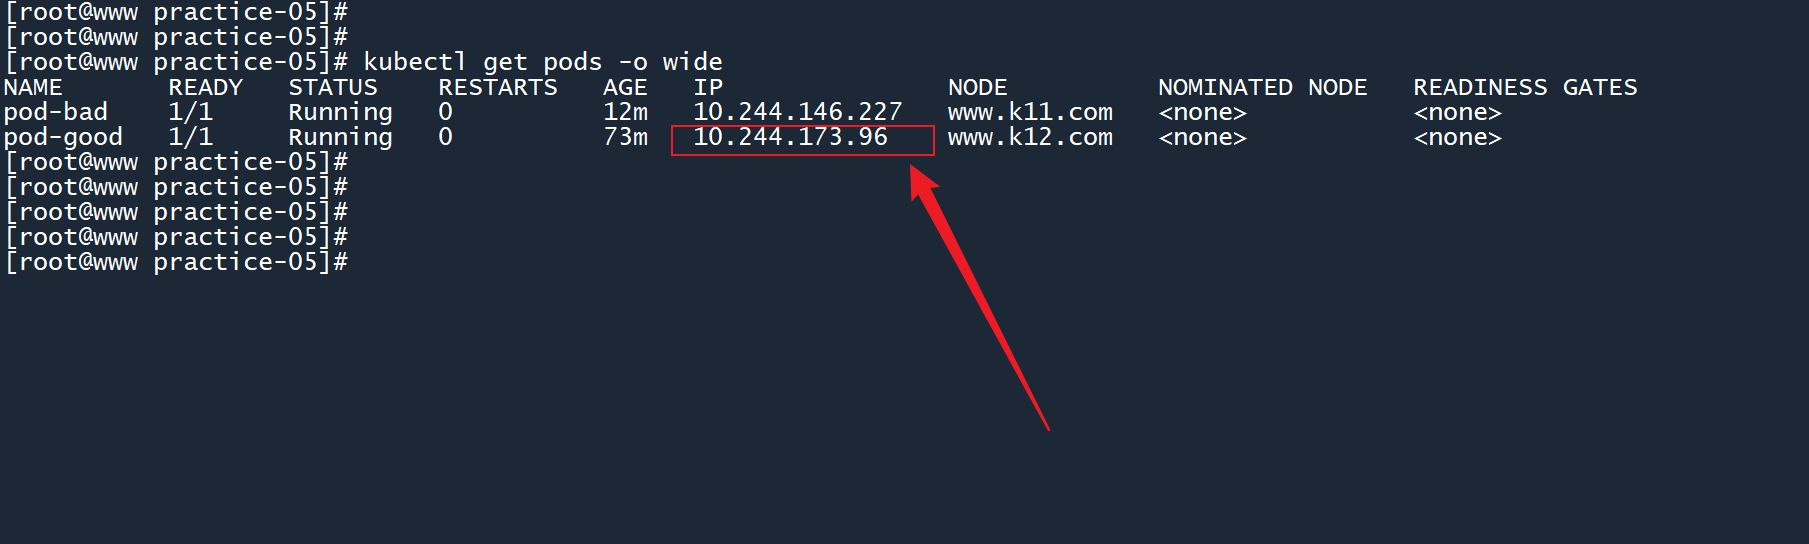 [root@www practice-05]#
[root@www practice-05]#
[root@www practice-05]# kubectl get pods -o wide
NAME       READY   STATUS    RESTARTS   AGE   IP               NODE          NOMINATED NODE   READINESS GATES
pod-bad    1/1     Running   0          12m   10.244.146.227   www.k11.com   <none>           <none>
pod-good   1/1     Running   0          73m   10.244.173.96    www.k12.com   <none>           <none>
[root@www practice-05]#
[root@www practice-05]#
[root@www practice-05]#
[root@www practice-05]#
[root@www practice-05]#